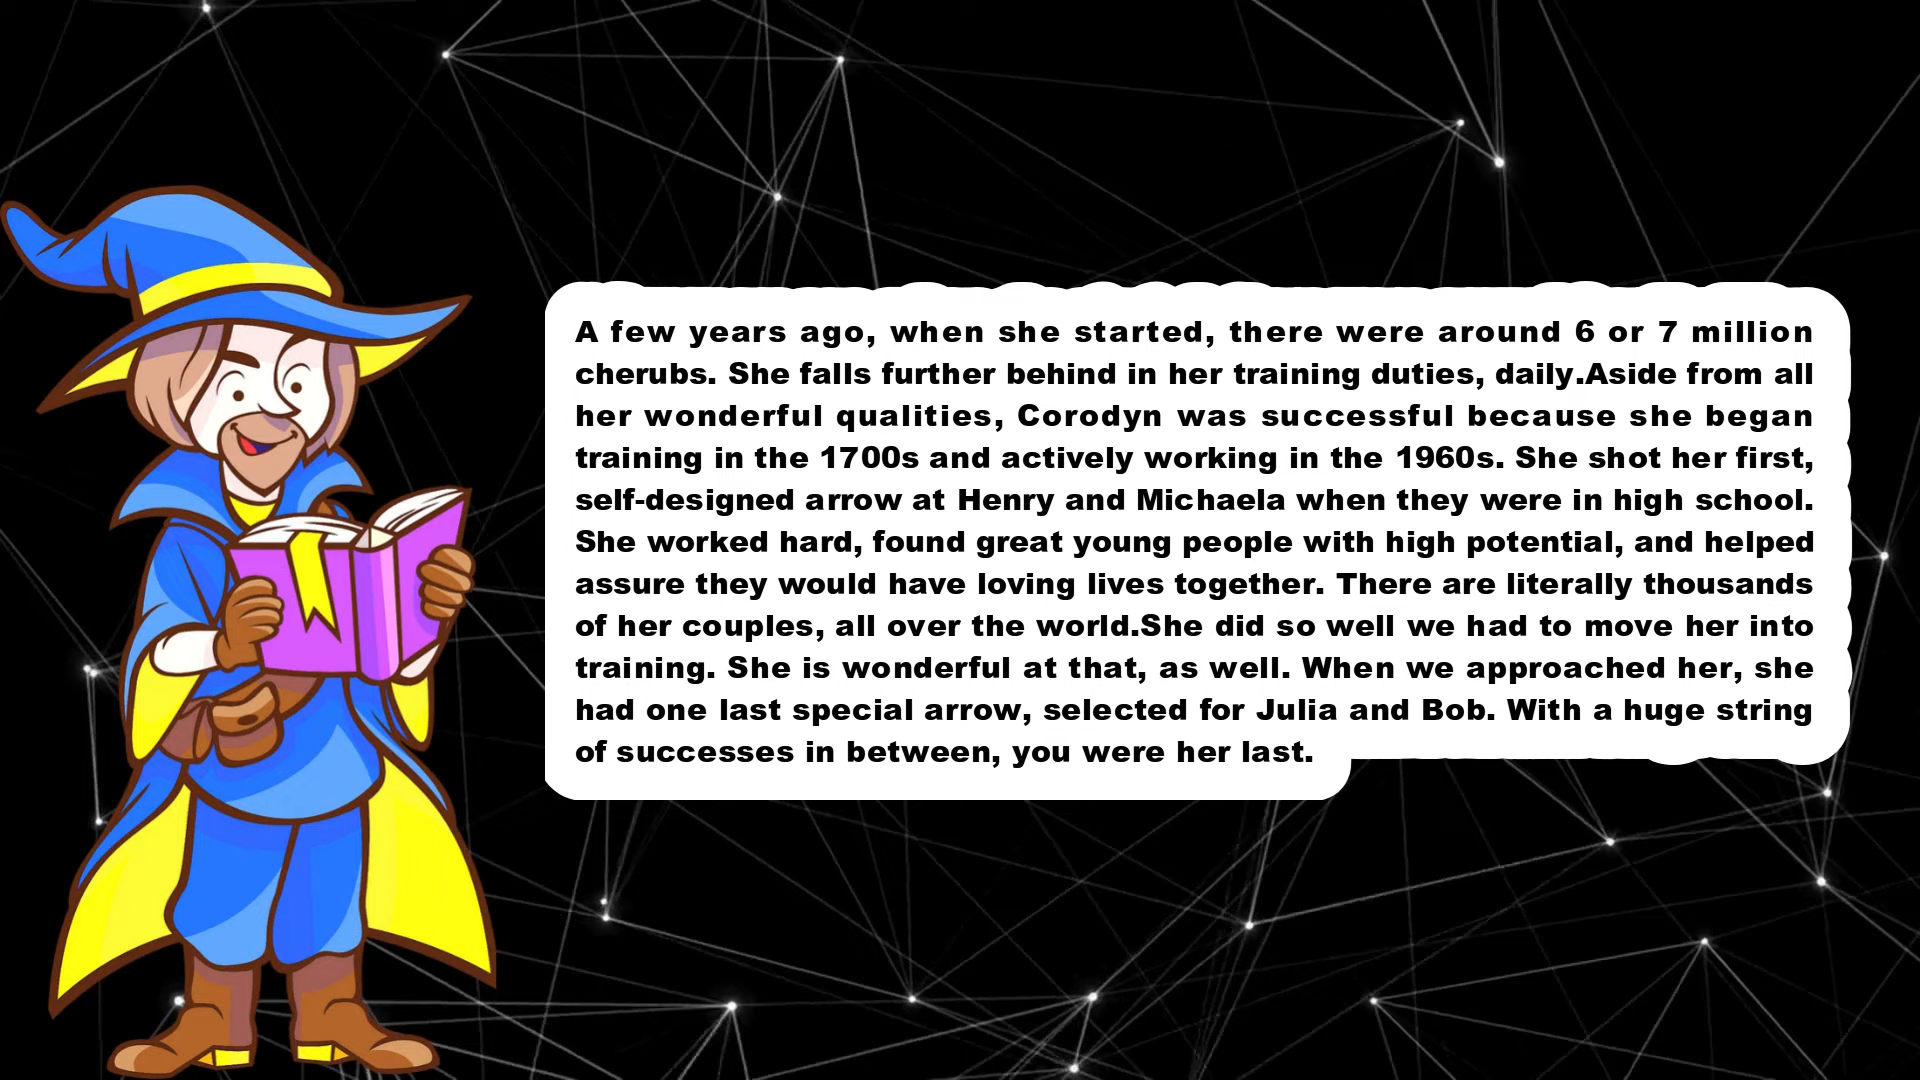 A few years ago, when she started, there were around 6 or 7 million
cherubs. She falls further behind in her training duties, daily.Aside from all
her wonderful qualities, Corodyn was successful because she began
training in the 1700s and actively working in the 1960s. She shot her first,
self-designed arrow at Henry and Michaela when they were in high school.
She worked hard, found great young people with high potential, and helped
assure they would have loving lives together. There are literally thousands
of her couples, all over the world.She did so well we had to move her into
training. She is wonderful at that, as well. When we approached her, she
had one last special arrow, selected for Julia and Bob. With a huge string
of successes in between, you were her last.